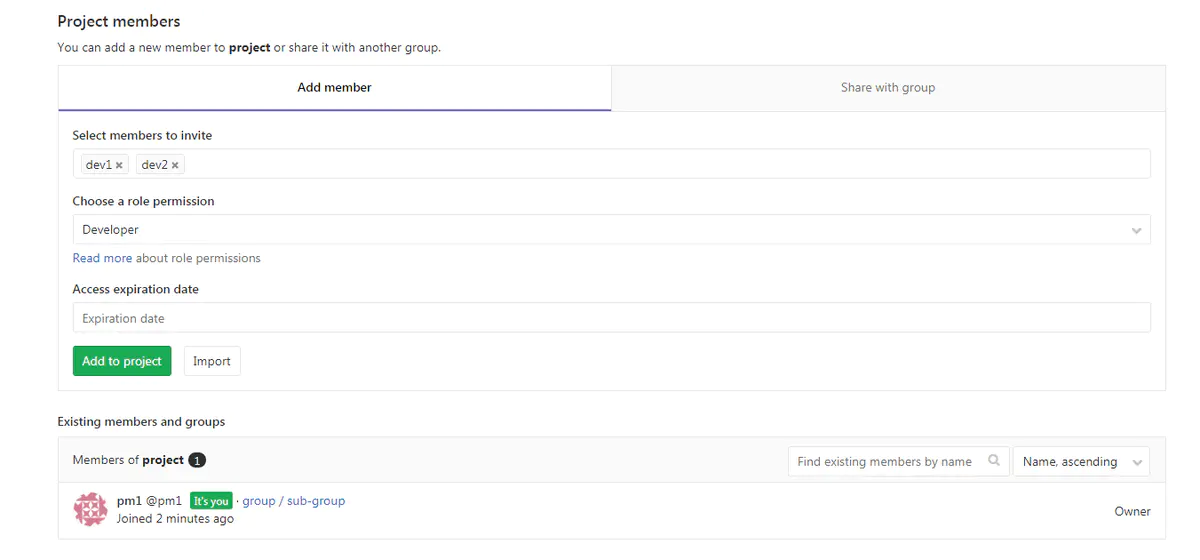 Project members
You can add a new member to project or share it with another group.
Add member
Share with group
Select members to invite
dev1 × dev2 ×
Choose a role permission
Developer
Read more about role permissions
Access expiration date
Expiration date
Add to project Import
Existing members and groups
Members of project 1
Find existing members by name
Name, ascending
pm1 @pm1 It's you · group / sub-group
Joined 2 minutes ago
Owner